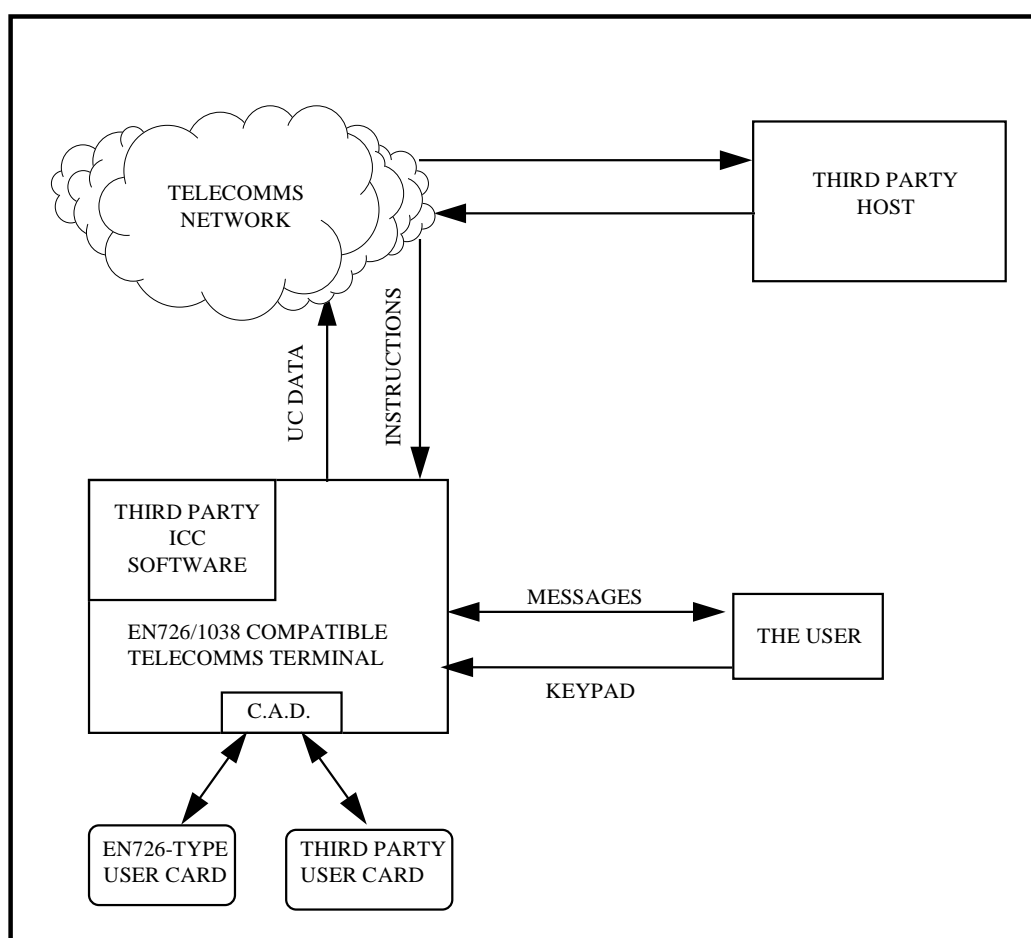 TELECOMMS
NETWORK
THIRD PARTY
HOST
UC DATA
INSTRUCTIONS
THIRD PARTY
ICC
SOFTWARE
EN726/1038 COMPATIBLE
TELECOMMS TERMINAL
C.A.D.
MESSAGES
KEYPAD
THE USER
EN726-TYPE
USER CARD
THIRD PARTY
USER CARD